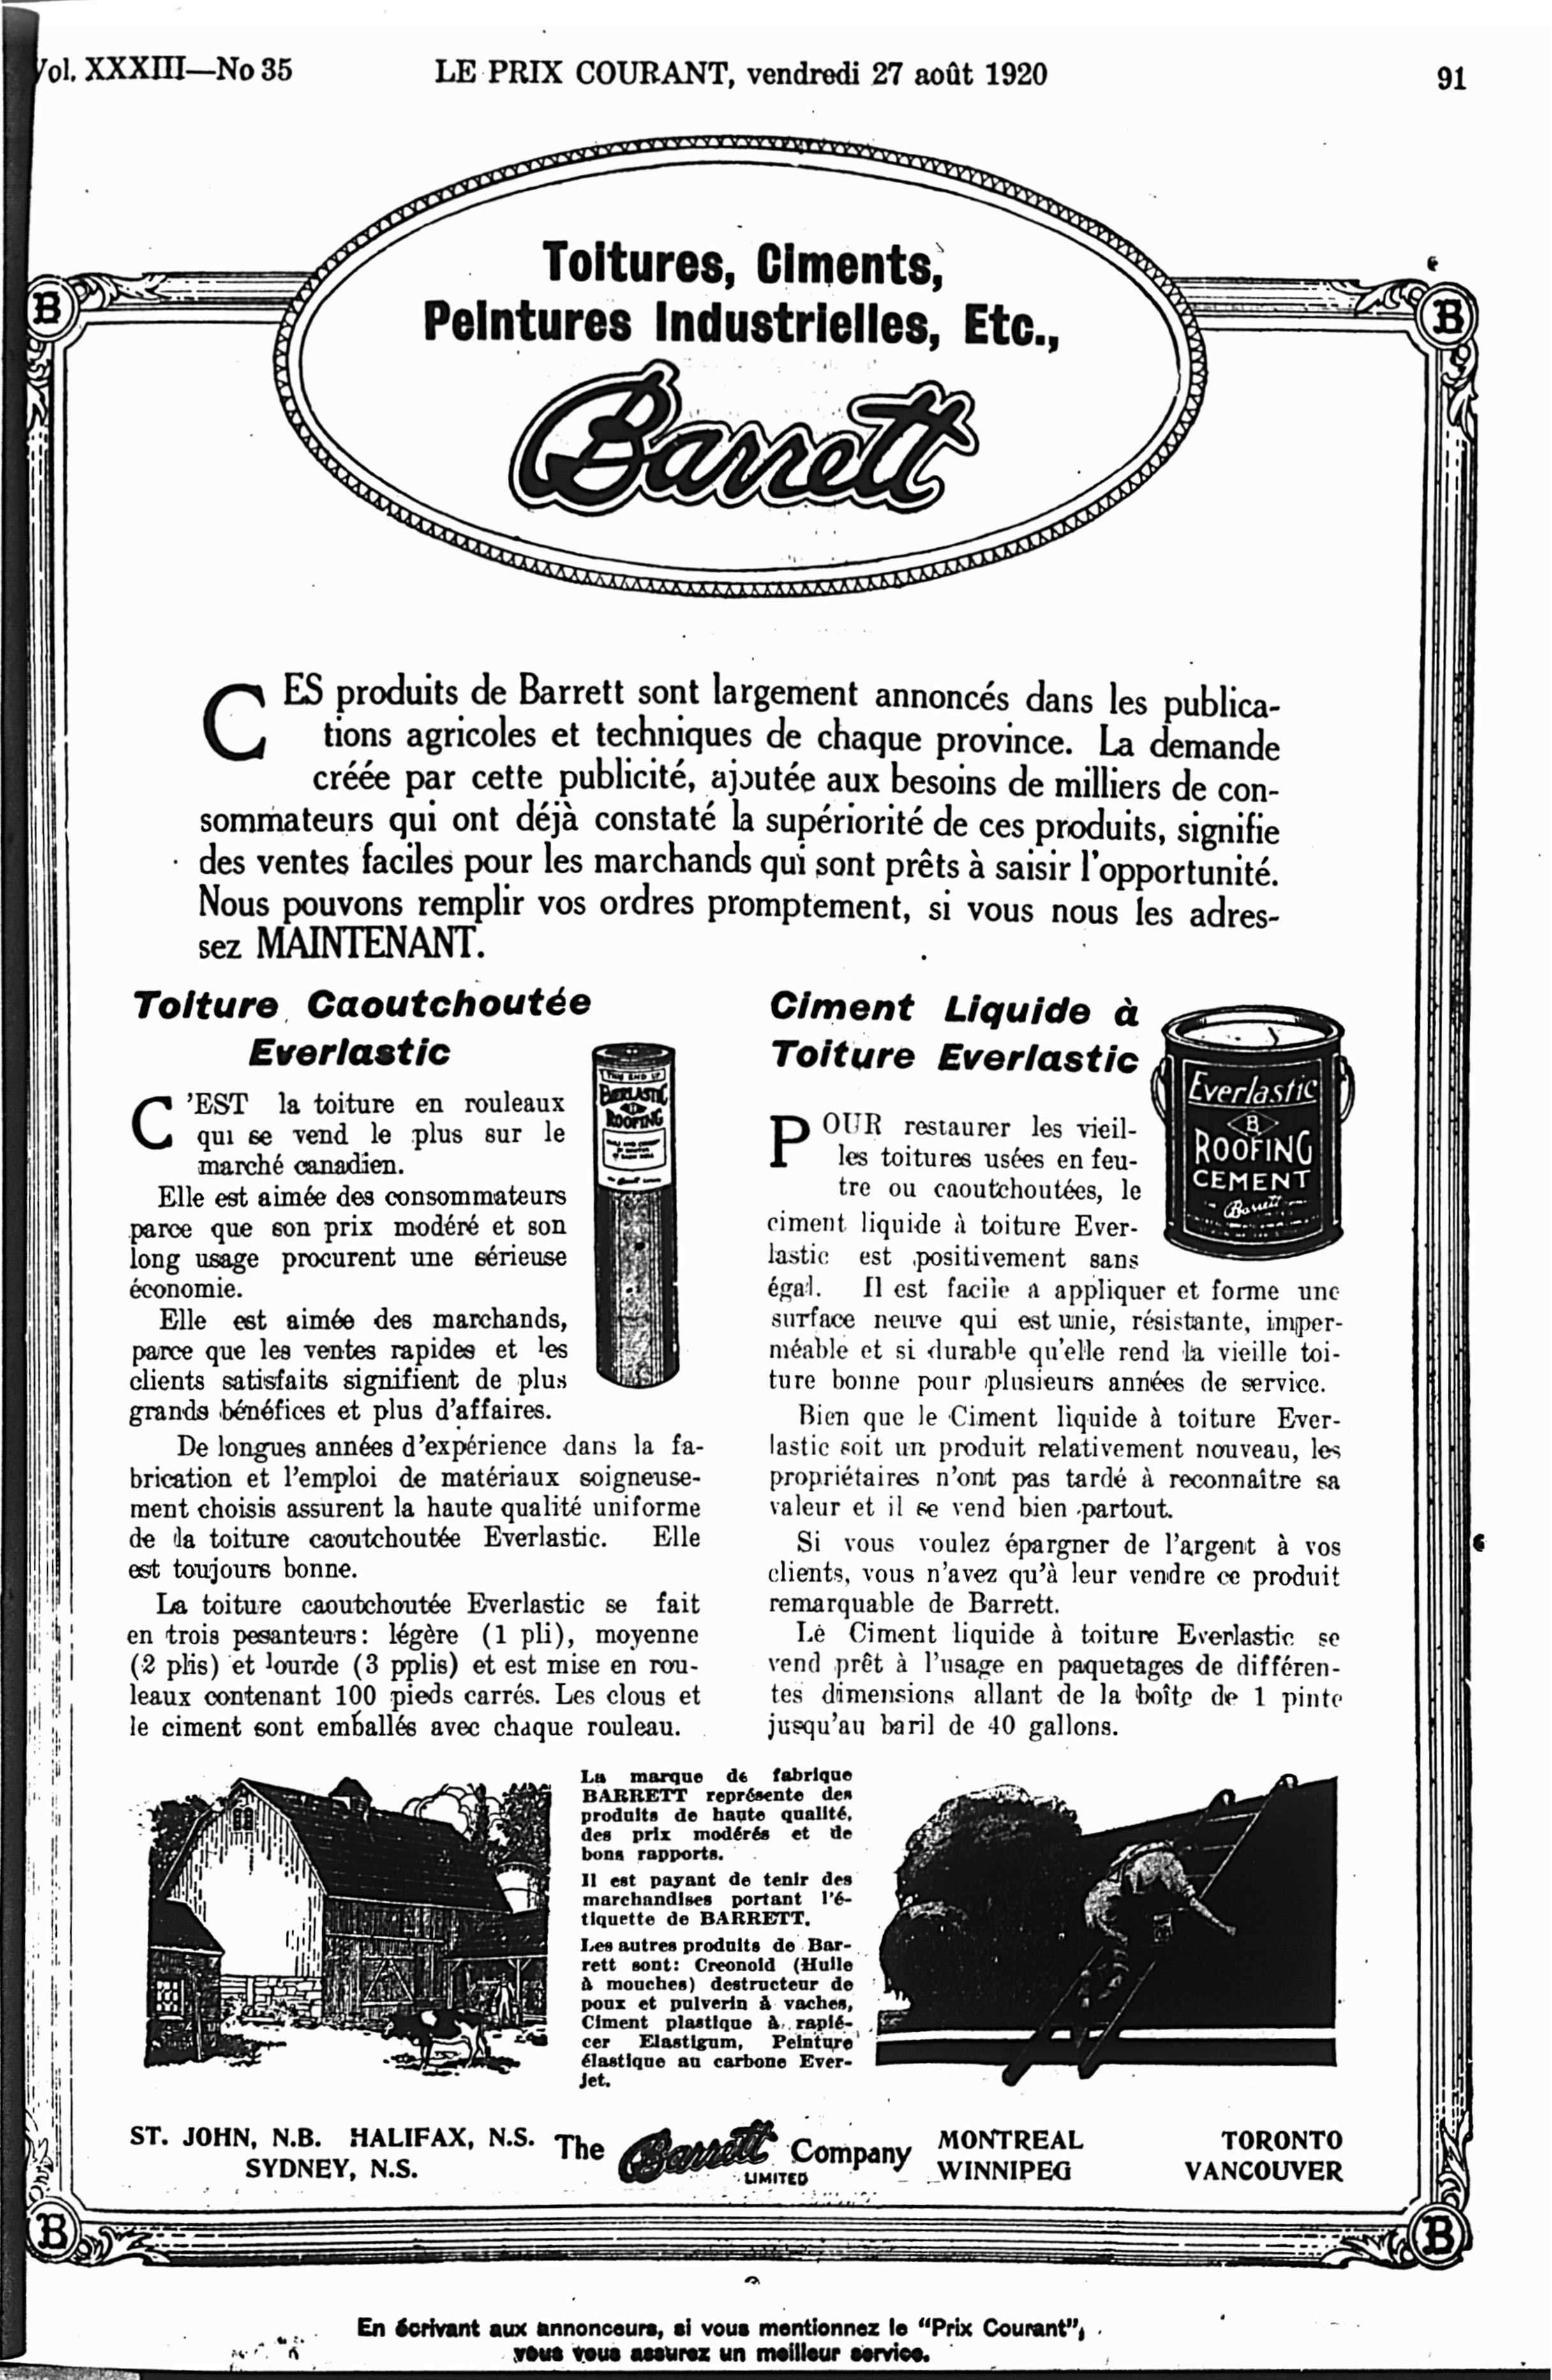 Vol. XXXIII—No 35
LE PRIX COURANT, vendredi 27 août 1920
91
Toitures, Ciments,
Peintures Industrielles, Etc.,
Barrett
CES produits de Barrett sont largement annoncés dans les publica-
tions agricoles et techniques de chaque province. La demande
créée par cette publicité, ajoutée aux besoins de milliers de con-
sommateurs qui ont déjà constaté la supériorité de ces produits, signifie
des ventes faciles pour les marchands qui sont prêts à saisir l'opportunité.
Nous pouvons remplir vos ordres promptement, si vous nous les adres-
sez MAINTENANT.
Toiture Caoutchoutée
Everlastic
C'EST la toiture en rouleaux
qui se vend le plus sur le
marché canadien.
Elle est aimée des consommateurs
parce que son prix modéré et son
long usage procurent une sérieuse
économie.
Elle est aimée des marchands,
parce que les ventes rapides et les
clients satisfaits signifient de plus
grands bénéfices et plus d'affaires.
De longues années d'expérience dans la fa-
brication et l'emploi de matériaux soigneuse-
ment choisis assurent la haute qualité uniforme
de la toiture caoutchoutée Everlastic. Elle
est toujours bonne.
La toiture caoutchoutée Everlastic se fait
en trois pesanteurs: légère (1 pli), moyenne
(2 plis) et lourde (3 pplis) et est mise en rou-
leaux contenant 100 pieds carrés. Les clous et
le ciment sont emballés avec chaque rouleau.
THIS END UP
EVERLASTIC
B
ROOFING
Ciment Liquide à
Toiture Everlastic
POUR restaurer les vieil-
les toitures usées en feu-
tre ou caoutchoutées, le
ciment liquide à toiture Ever-
lastic est positivement sans
égal. Il est facile a appliquer et forme une
surface neuve qui est unie, résistante, imper-
méable et si durable qu'elle rend la vieille toi-
ture bonne pour plusieurs années de service.
Bien que le Ciment liquide à toiture Ever-
lastic soit un produit relativement nouveau, les
propriétaires n'ont pas tardé à reconnaître sa
valeur et il se vend bien partout.
Si vous voulez épargner de l'argent à vos
clients, vous n'avez qu'à leur vendre ce produit
remarquable de Barrett.
Le Ciment liquide à toiture Everlastic se
vend prêt à l'usage en paquetages de différen-
tes dimensions allant de la boîte de 1 pinte
jusqu'au baril de 40 gallons.
Everlastic
B
ROOFING
CEMENT
Barrett
La marque de fabrique
BARRETT représente des
produits de haute qualité,
des prix modérés et de
bons rapports.
Il est payant de tenir des
marchandises portant l'é-
tiquette de BARRETT.
Les autres produits de Bar-
rett sont: Creonoid (Huile
à mouches) destructeur de
poux et pulverin à vaches,
Ciment plastique à rapié-
cer Elastigum, Peinture
élastique au carbone Ever-
jet.
ST. JOHN, N.B. HALIFAX, N.S.
SYDNEY, N.S.
The Barrett Company
LIMITED
MONTREAL
WINNIPEG
TORONTO
VANCOUVER
B
B
B
B
En écrivant aux annonceurs, si vous mentionnez le "Prix Courant",
vous vous assurez un meilleur service.